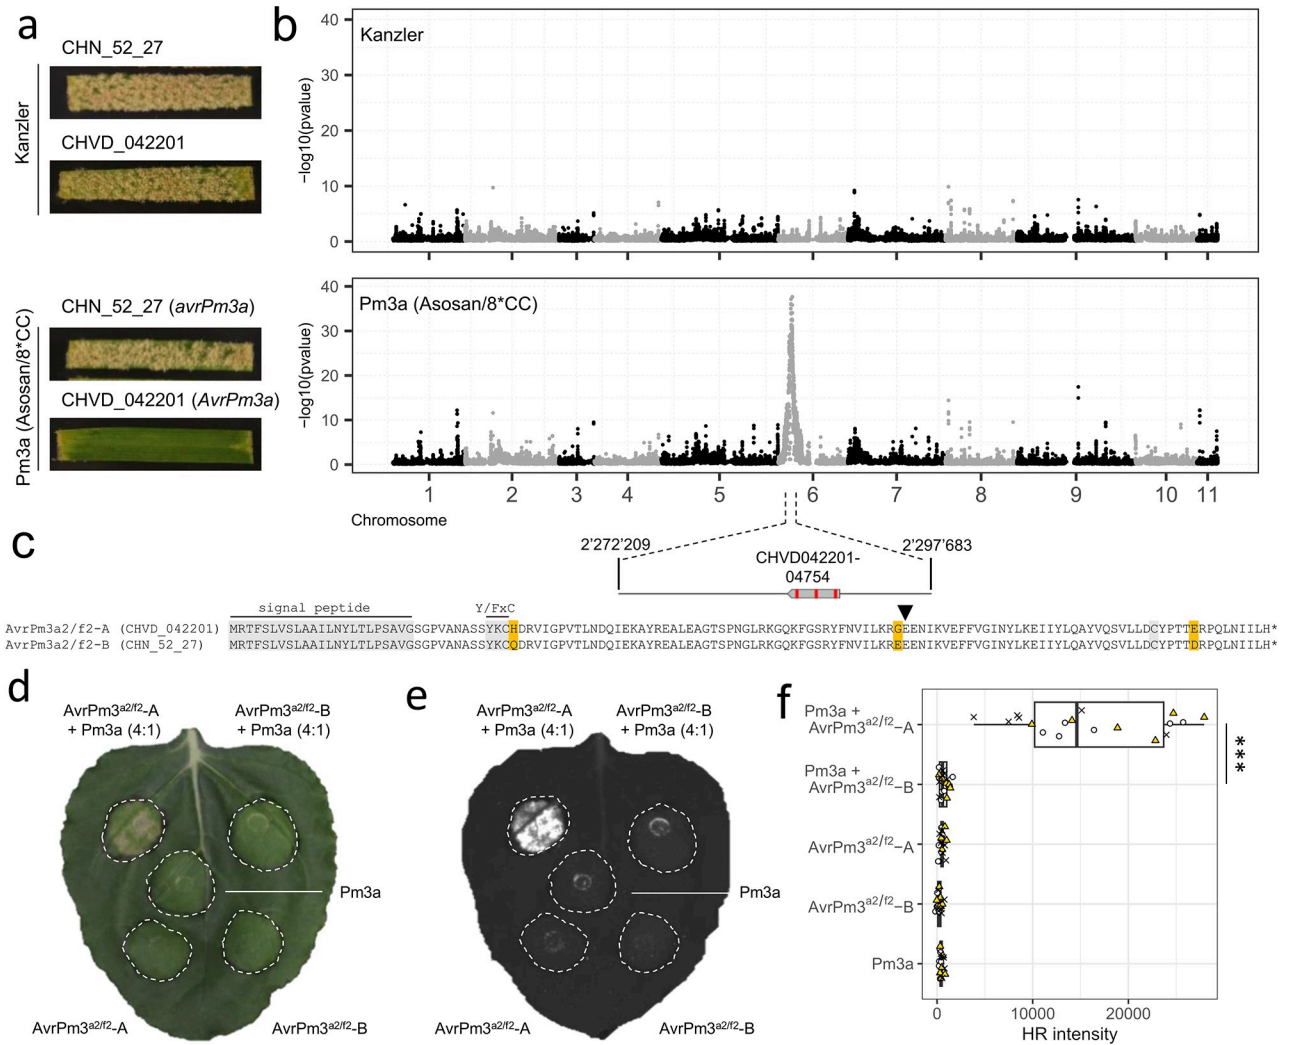 a
CHN_52_27
CHVD_042201
Kanzler
CHN_52_27 (avrPm3a)
CHVD_042201 (AvrPm3a)
Pm3a (Asosan/8*CC)
b
Kanzler
40
30
20
10
0
−log10(pvalue)
Pm3a (Asosan/8*CC)
40
30
20
10
0
−log10(pvalue)
1 2 3 4 5 6 7 8 9 10 11
Chromosome
2'272'209
2'297'683
CHVD042201-
04754
c
signal peptide Y/FxC
AvrPm3a2/f2-A (CHVD_042201) MRTFSLVSLAAILNYLTLPSAVGSGPVANASSYKCHDRVIGPVTLNDQIEKAYREALEAGTSPNGLRKGQKFGSRYFNVILKRGEENIKVEFFVGINYLKEIIYLQAYVQSVLLDCYPTTERPQLNIILH*
AvrPm3a2/f2-B (CHN_52_27) MRTFSLVSLAAILNYLTLPSAVGSGPVANASSYKCQDRVIGPVTLNDQIEKAYREALEAGTSPNGLRKGQKFGSRYFNVILKREEENIKVEFFVGINYLKEIIYLQAYVQSVLLDCYPTTDRPQLNIILH*
d
AvrPm3a2/f2-A
+ Pm3a (4:1)
AvrPm3a2/f2-B
+ Pm3a (4:1)
Pm3a
AvrPm3a2/f2-A
AvrPm3a2/f2-B
e
AvrPm3a2/f2-A
+ Pm3a (4:1)
AvrPm3a2/f2-B
+ Pm3a (4:1)
Pm3a
AvrPm3a2/f2-A
AvrPm3a2/f2-B
f
Pm3a +
AvrPm3a2/f2−A
Pm3a +
AvrPm3a2/f2−B
AvrPm3a2/f2−A
AvrPm3a2/f2−B
Pm3a
***
0 10000 20000
HR intensity